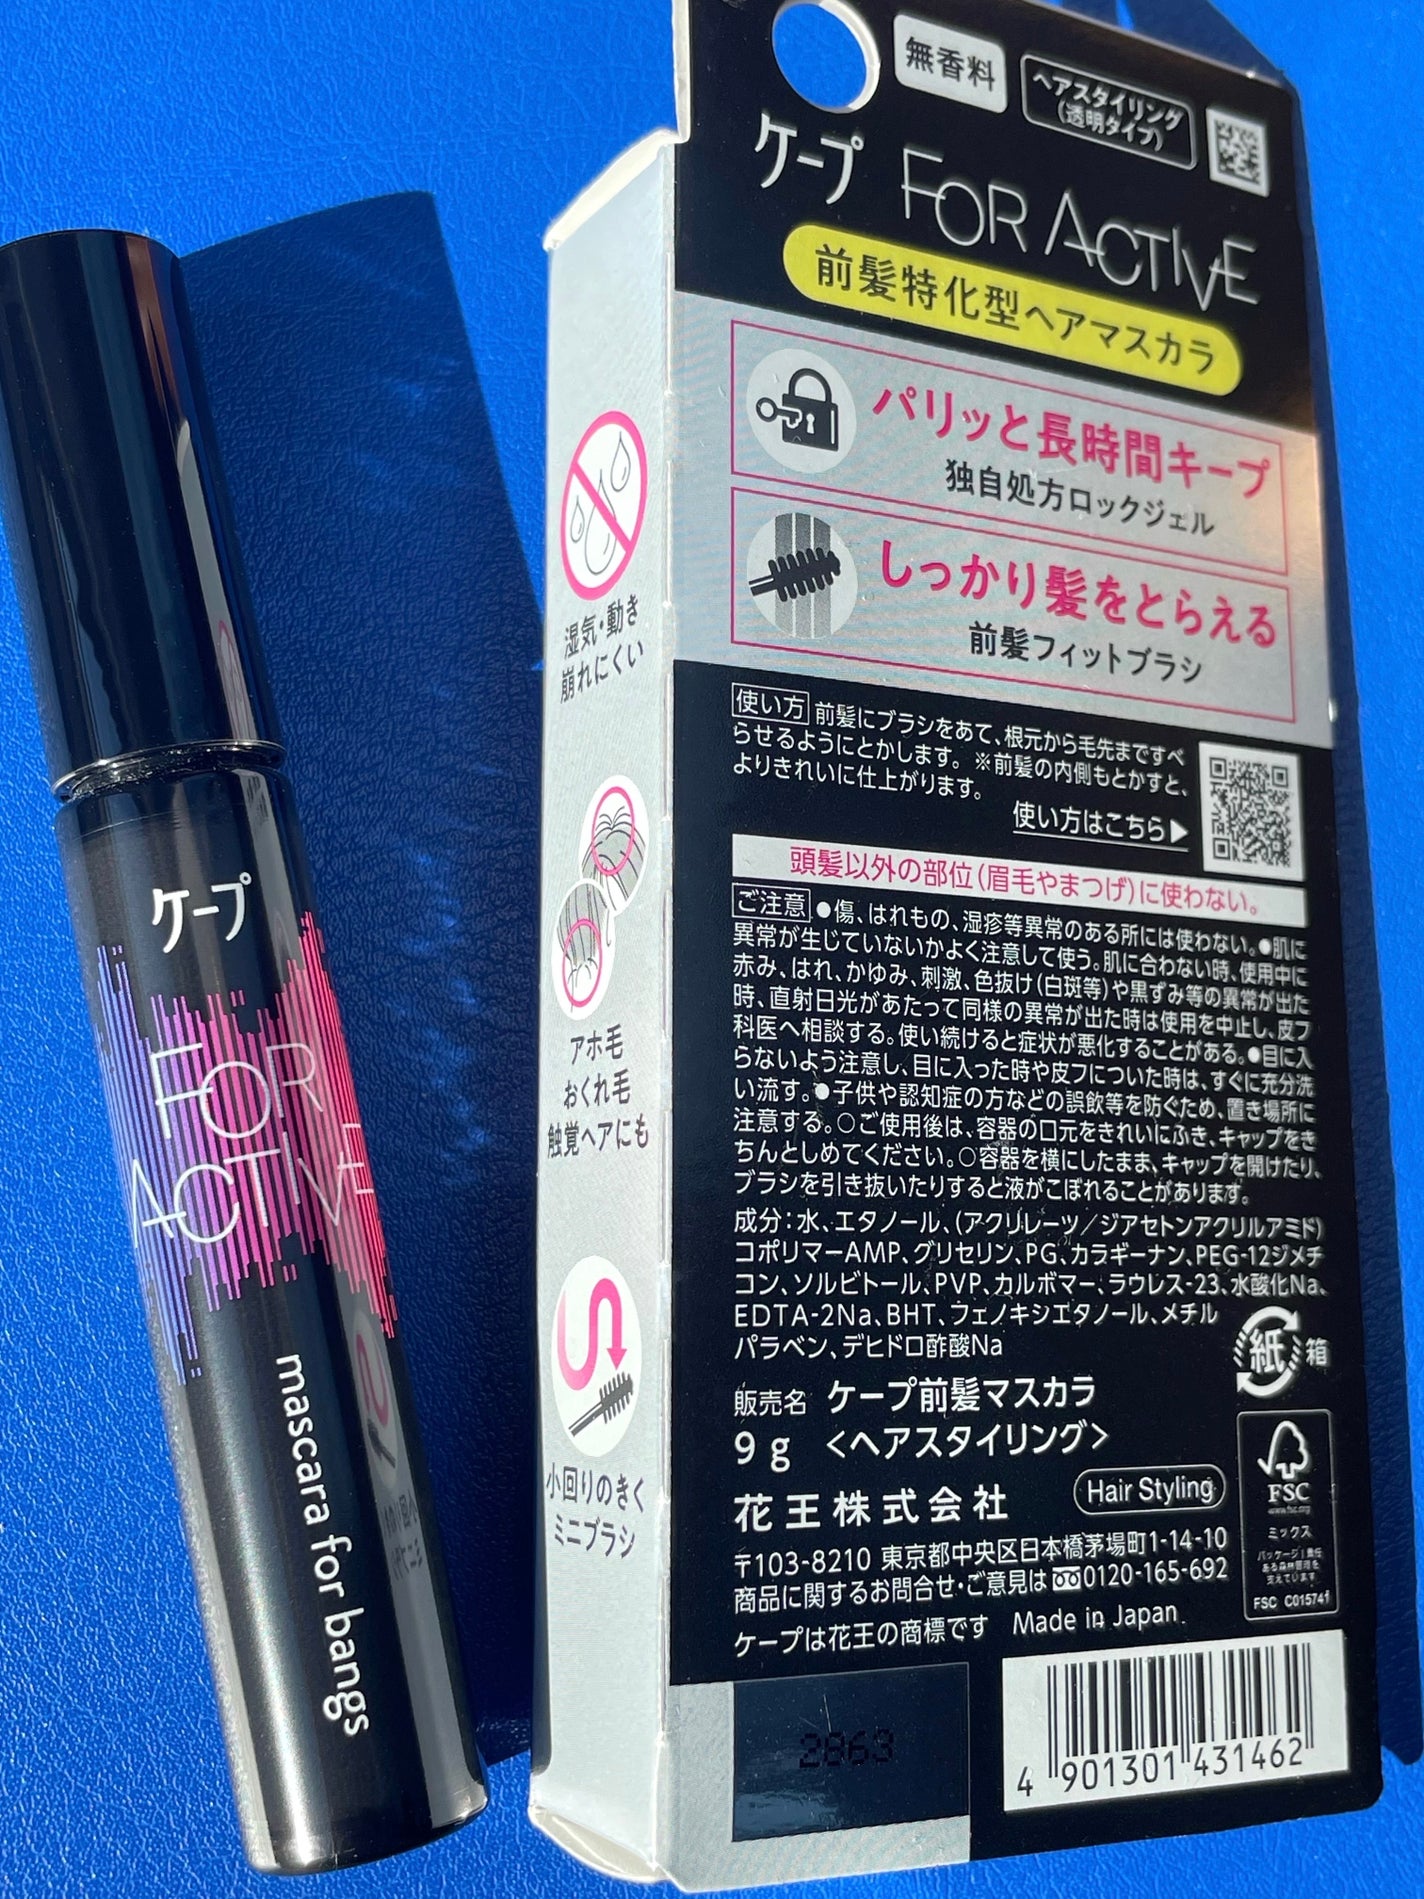 無香料
ヘアスタイリング
(透明タイプ)
ケープ FOR ACTIVE
前髪特化型ヘアマスカラ
パリッと長時間キープ
独自処方ロックジェル
しっかり髪をとらえる
前髪フィットブラシ
使い方 前髪にブラシをあて、根元から毛先まですべ
らせるようにとかします。※前髪の内側もとかすと、
よりきれいに仕上がります。
使い方はこちら▶
頭髪以外の部位(眉毛やまつげ)に使わない。
ご注意 ●傷、はれもの、湿疹等異常のある所には使わない。●肌に
異常が生じていないかよく注意して使う。肌に合わない時、使用中に
赤み、はれ、かゆみ、刺激、色抜け(白斑等)や黒ずみ等の異常が出た
時、直射日光があたって同様の異常が出た時は使用を中止し、皮フ
科医へ相談する。使い続けると症状が悪化することがある。●目に入
らないよう注意し、目に入った時や皮フについた時は、すぐに充分洗
い流す。●子供や認知症の方などの誤飲等を防ぐため、置き場所に
注意する。○ご使用後は、容器の口元をきれいにふき、キャップをき
ちんとしめてください。○容器を横にしたまま、キャップを開けたり、
ブラシを引き抜いたりすると液がこぼれることがあります。
成分：水、エタノール、(アクリレーツ／ジアセトンアクリルアミド)
コポリマーAMP、グリセリン、PG、カラギーナン、PEG-12ジメチ
コン、ソルビトール、PVP、カルボマー、ラウレス-23、水酸化Na、
EDTA-2Na、BHT、フェノキシエタノール、メチル
パラベン、デヒドロ酢酸Na
紙 箱
販売名 ケープ前髪マスカラ
9g <ヘアスタイリング>
Hair Styling
花王株式会社
〒103-8210 東京都中央区日本橋茅場町1-14-10
商品に関するお問合せ・ご意見は 0120-165-692
ケープは花王の商標です Made in Japan
FSC
www.fsc.org
ミックス
パッケージ｜責任
ある森林管理を
支えています
FSC C015741
2863
4 901301 431462
湿気・動き
崩れにくい
アホ毛
おくれ毛
触覚ヘアにも
小回りのきく
ミニブラシ
ケープ
FOR
ACTIVE
mascara for bangs